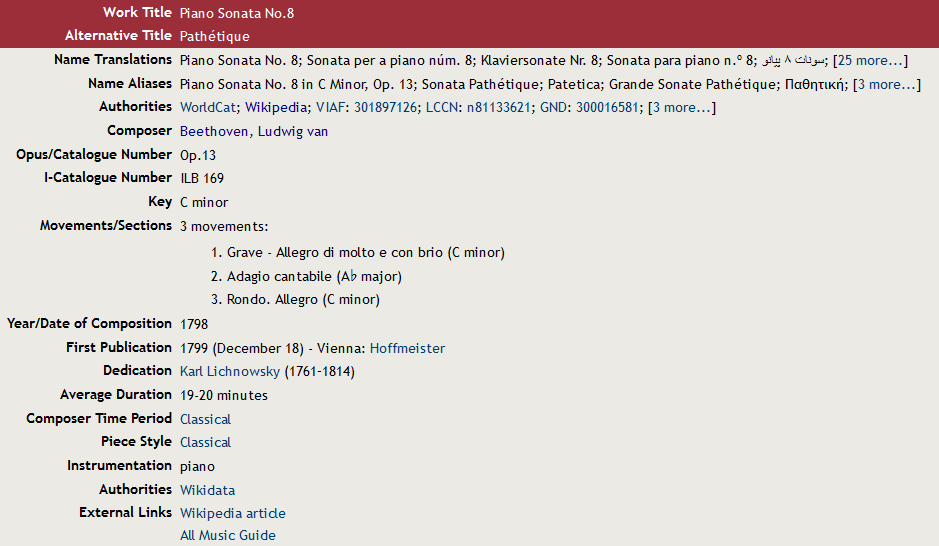 Work Title Piano Sonata No.8
Alternative Title Pathétique
Name Translations Piano Sonata No. 8; Sonata per a piano núm. 8; Klaviersonate Nr. 8; Sonata para piano n.º 8; سونات ۸ پیانو; [25 more...]
Name Aliases Piano Sonata No. 8 in C Minor, Op. 13; Sonata Pathétique; Patetica; Grande Sonate Pathétique; Παθητική; [3 more...]
Authorities WorldCat; Wikipedia; VIAF: 301897126; LCCN: n81133621; GND: 300016581; [3 more...]
Composer Beethoven, Ludwig van
Opus/Catalogue Number Op.13
I-Catalogue Number ILB 169
Key C minor
Movements/Sections 3 movements:
1. Grave - Allegro di molto e con brio (C minor)
2. Adagio cantabile (A♭ major)
3. Rondo. Allegro (C minor)
Year/Date of Composition 1798
First Publication 1799 (December 18) - Vienna: Hoffmeister
Dedication Karl Lichnowsky (1761-1814)
Average Duration 19-20 minutes
Composer Time Period Classical
Piece Style Classical
Instrumentation piano
Authorities Wikidata
External Links Wikipedia article
All Music Guide